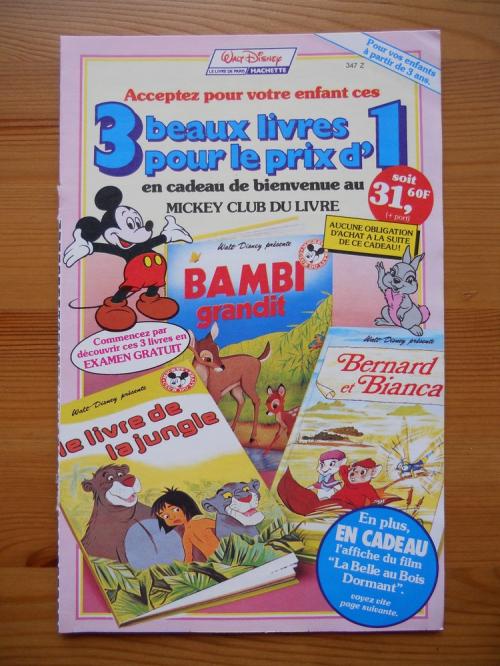 Walt Disney
LE LIVRE DE PARIS HACHETTE
347 Z
Pour vos enfants
à partir de 3 ans.
Acceptez pour votre enfant ces
3 beaux livres
pour le prix d'1
en cadeau de bienvenue au
MICKEY CLUB DU LIVRE
soit
31,60F
(+ port)
AUCUNE OBLIGATION
D'ACHAT A LA SUITE
DE CE CADEAU!
Walt Disney présente
BAMBI
grandit
Commencez par
découvrir ces 3 livres en
EXAMEN GRATUIT
Walt Disney présente
Bernard
et Bianca
Walt Disney présente
le livre de
la jungle
En plus,
EN CADEAU
l'affiche du film
"La Belle au Bois
Dormant".
voyez vite
page suivante.